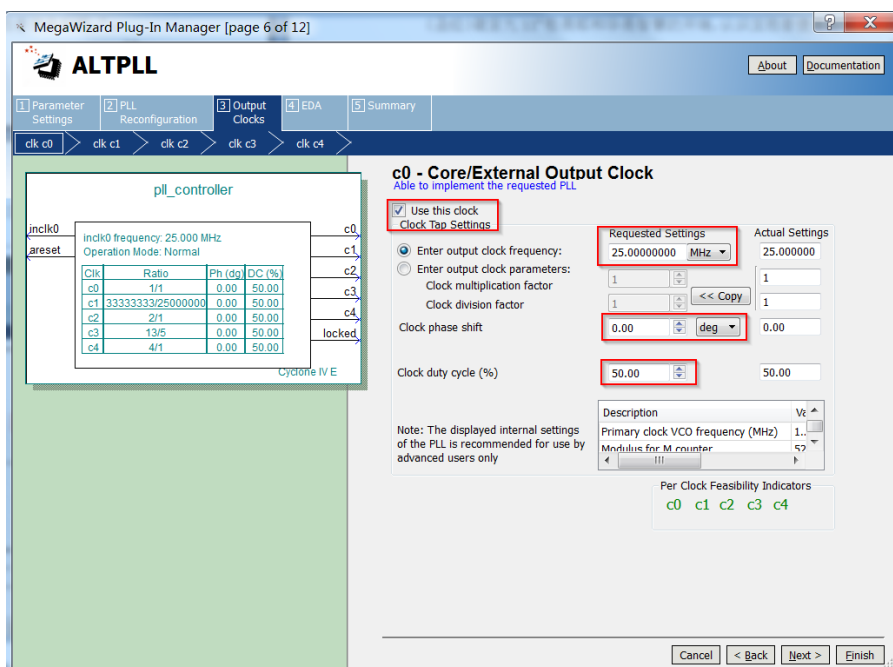 MegaWizard Plug-In Manager [page 6 of 12]
ALTPLL
About
Documentation
1 Parameter Settings
2 PLL Reconfiguration
3 Output Clocks
4 EDA
5 Summary
clk c0
clk c1
clk c2
clk c3
clk c4
pll_controller
inclk0
areset
inclk0 frequency: 25.000 MHz
Operation Mode: Normal
Clk Ratio Ph (dg) DC (%)
c0 1/1 0.00 50.00
c1 33333333/25000000 0.00 50.00
c2 2/1 0.00 50.00
c3 13/5 0.00 50.00
c4 4/1 0.00 50.00
c0
c1
c2
c3
c4
locked
Cyclone IV E
c0 - Core/External Output Clock
Able to implement the requested PLL
Use this clock
Clock Tap Settings
Requested Settings
Actual Settings
Enter output clock frequency:
25.00000000 MHz
25.000000
Enter output clock parameters:
Clock multiplication factor
1
1
Clock division factor
1
<< Copy
1
Clock phase shift
0.00
deg
0.00
Clock duty cycle (%)
50.00
50.00
Note: The displayed internal settings
of the PLL is recommended for use by
advanced users only
Description
Primary clock VCO frequency (MHz) 1...
Modulus for M counter 52
Per Clock Feasibility Indicators
c0 c1 c2 c3 c4
Cancel
< Back
Next >
Finish